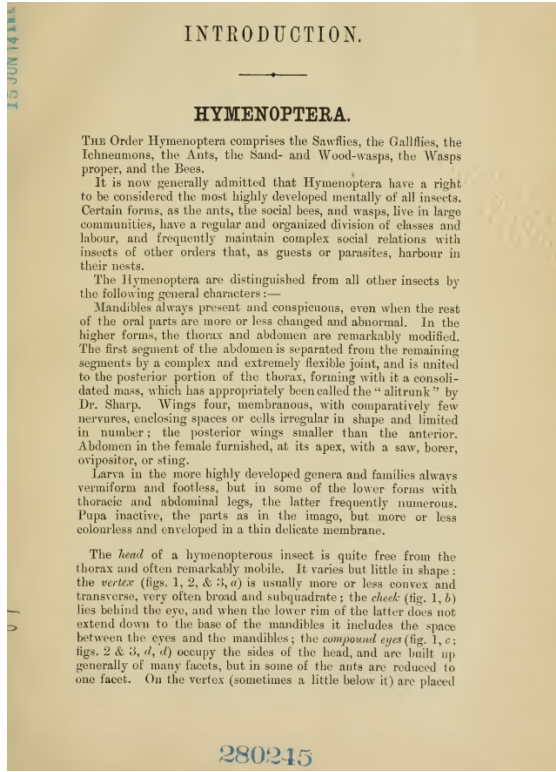 15 JUN 14
INTRODUCTION.
HYMENOPTERA.
THE Order Hymenoptera comprises the Sawflies, the Gallflies, the
Ichneumons, the Ants, the Sand- and Wood-wasps, the Wasps
proper, and the Bees.
It is now generally admitted that Hymenoptera have a right
to be considered the most highly developed mentally of all insects.
Certain forms, as the ants, the social bees, and wasps, live in large
communities, have a regular and organized division of classes and
labour, and frequently maintain complex social relations with
insects of other orders that, as guests or parasites, harbour in
their nests.
The Hymenoptera are distinguished from all other insects by
the following general characters :—
Mandibles always present and conspicuous, even when the rest
of the oral parts are more or less changed and abnormal. In the
higher forms, the thorax and abdomen are remarkably modified.
The first segment of the abdomen is separated from the remaining
segments by a complex and extremely flexible joint, and is united
to the posterior portion of the thorax, forming with it a consoli-
dated mass, which has appropriately been called the “ alitrunk ” by
Dr. Sharp. Wings four, membranous, with comparatively few
nervures, enclosing spaces or cells irregular in shape and limited
in number ; the posterior wings smaller than the anterior.
Abdomen in the female furnished, at its apex, with a saw, borer,
ovipositor, or sting.
Larva in the more highly developed genera and families always
vermiform and footless, but in some of the lower forms with
thoracic and abdominal legs, the latter frequently numerous.
Pupa inactive, the parts as in the imago, but more or less
colourless and enveloped in a thin delicate membrane.
The head of a hymenopterous insect is quite free from the
thorax and often remarkably mobile. It varies but little in shape :
the vertex (figs. 1, 2, & 3, a) is usually more or less convex and
transverse, very often broad and subquadrate ; the cheek (fig. 1, b)
lies behind the eye, and when the lower rim of the latter does not
extend down to the base of the mandibles it includes the space
between the eyes and the mandibles ; the compound eyes (fig. 1, c ;
figs. 2 & 3, d, d) occupy the sides of the head, and are built up
generally of many facets, but in some of the ants are reduced to
one facet. On the vertex (sometimes a little below it) are placed
280245